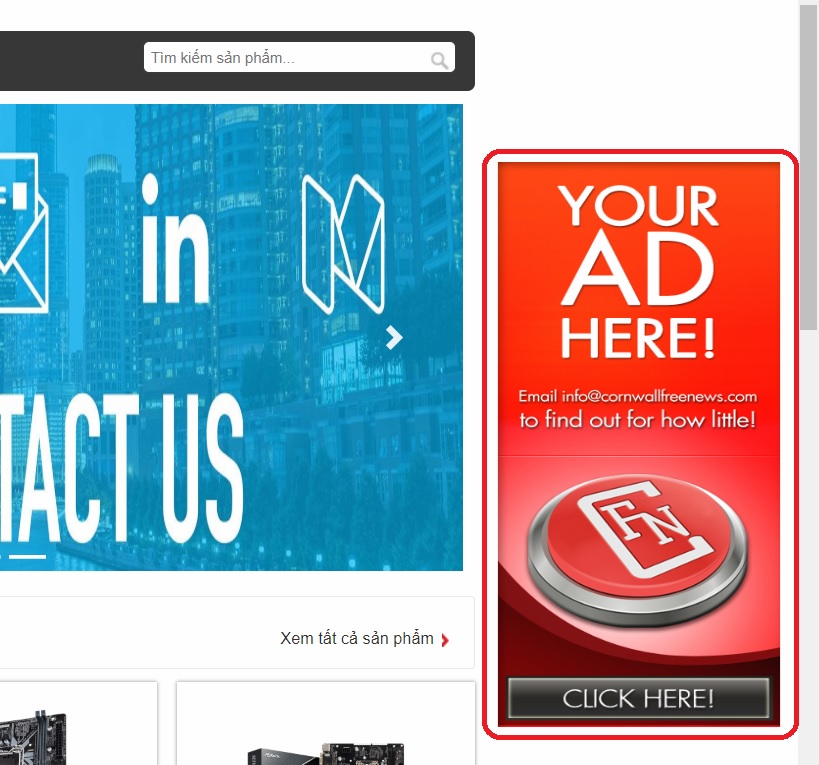 Tìm kiếm sản phẩm...
in
TACT US
YOUR
AD
HERE!
Email info@cornwallfreenews.com
to find out for how little!
CFN
CLICK HERE!
Xem tất cả sản phẩm